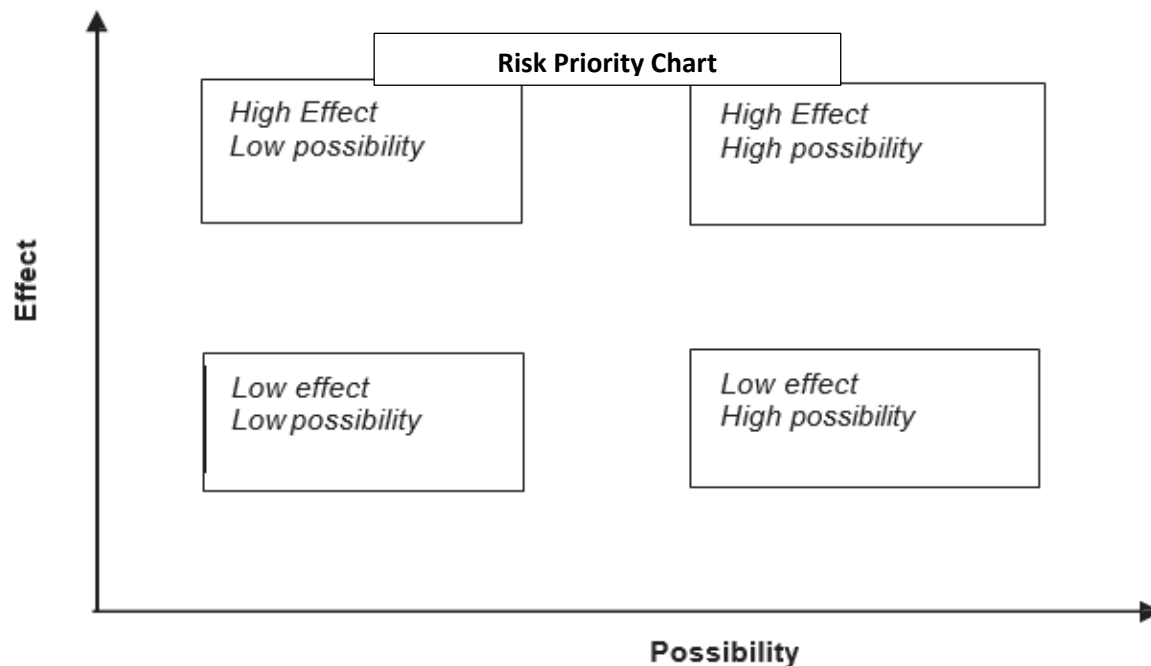 Risk Priority Chart
High Effect
Low possibility
High Effect
High possibility
Effect
Low effect
Low possibility
Low effect
High possibility
Possibility